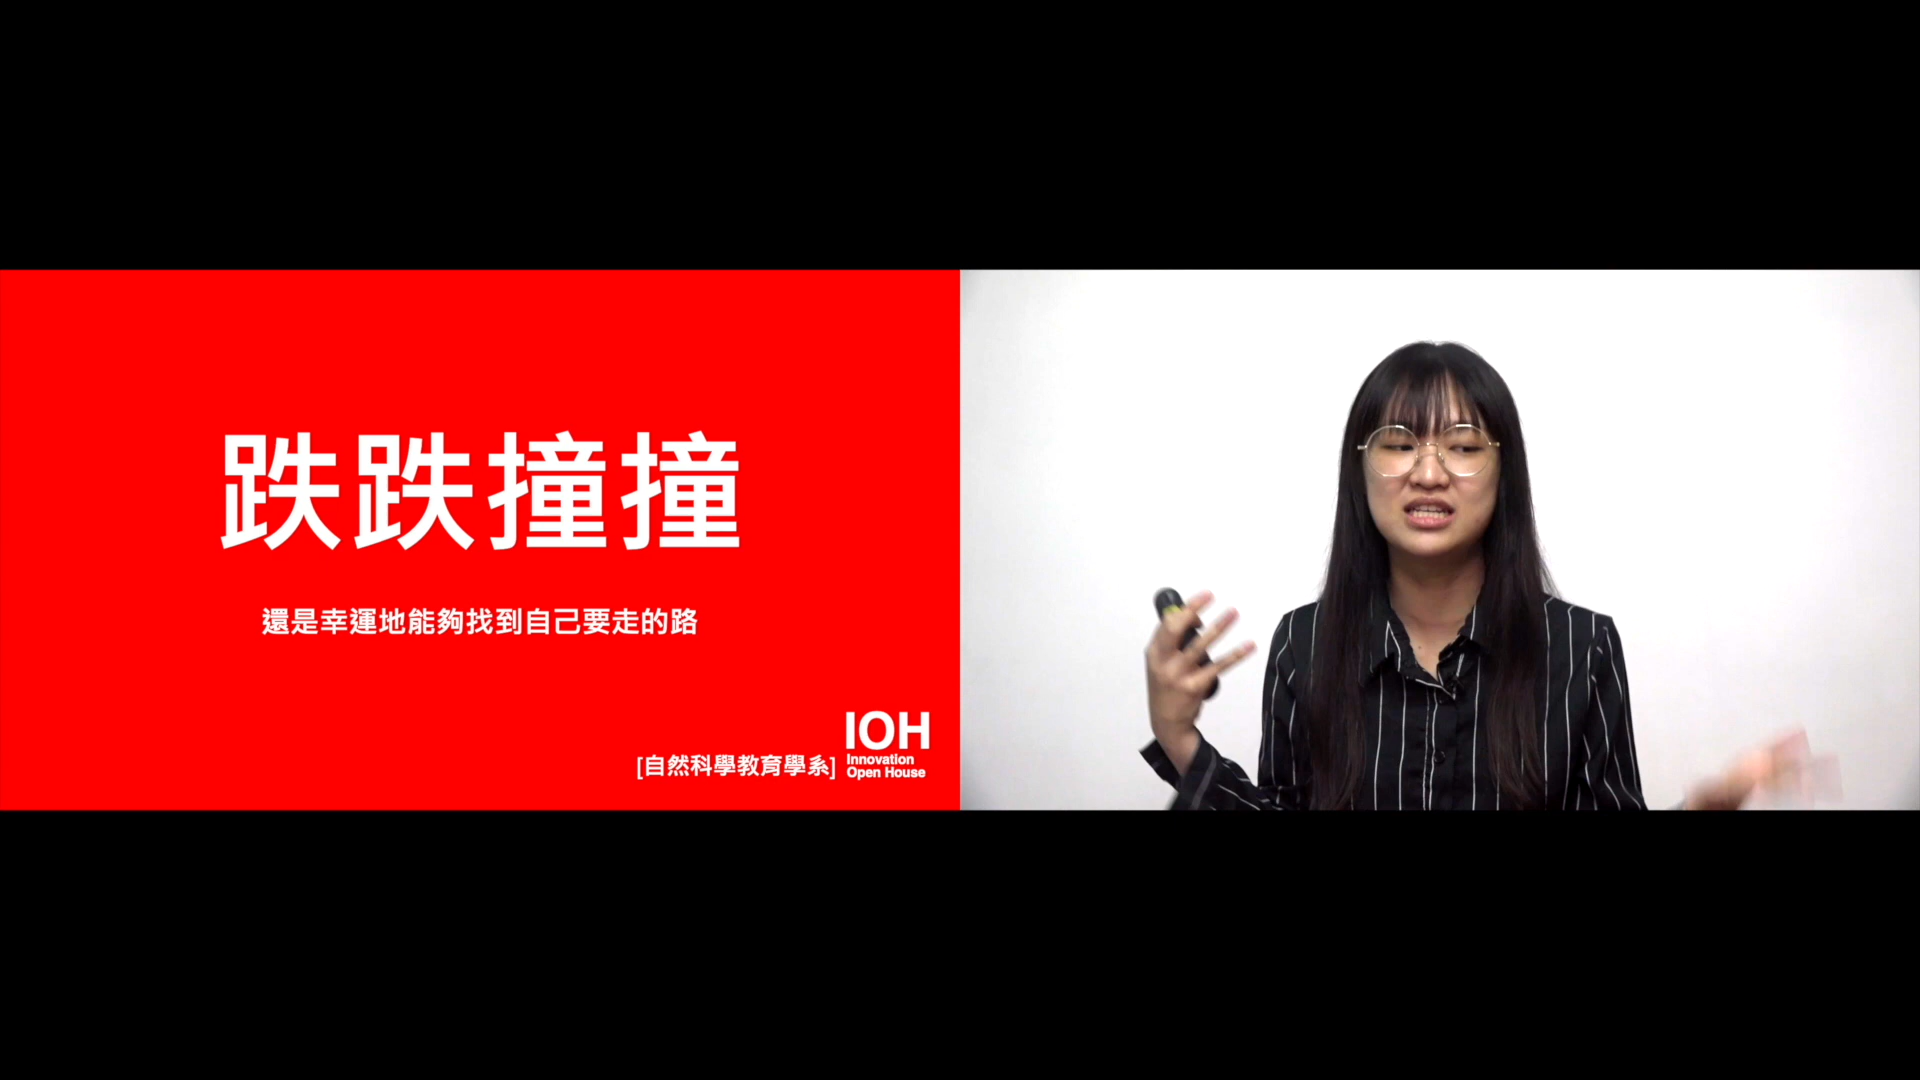 跌跌撞撞
還是幸運地能夠找到自己要走的路
[自然科學教育學系]
IOH
Innovation
Open House